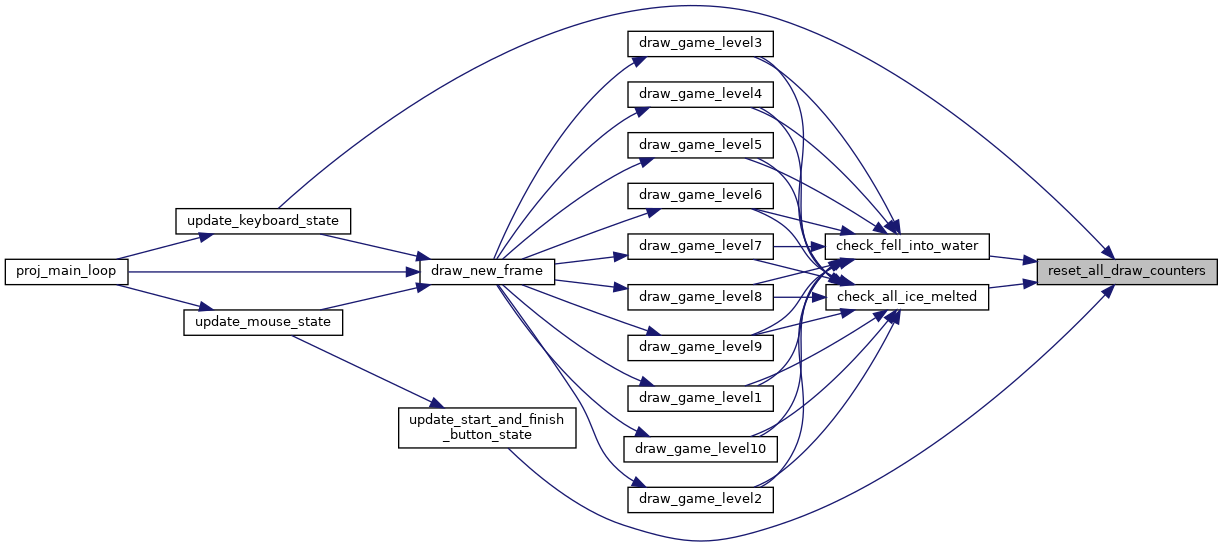 draw_game_level3
draw_game_level4
draw_game_level5
draw_game_level6
update_keyboard_state
draw_game_level7
check_fell_into_water
proj_main_loop
draw_new_frame
reset_all_draw_counters
draw_game_level8
check_all_ice_melted
update_mouse_state
draw_game_level9
draw_game_level1
update_start_and_finish
_button_state
draw_game_level10
draw_game_level2